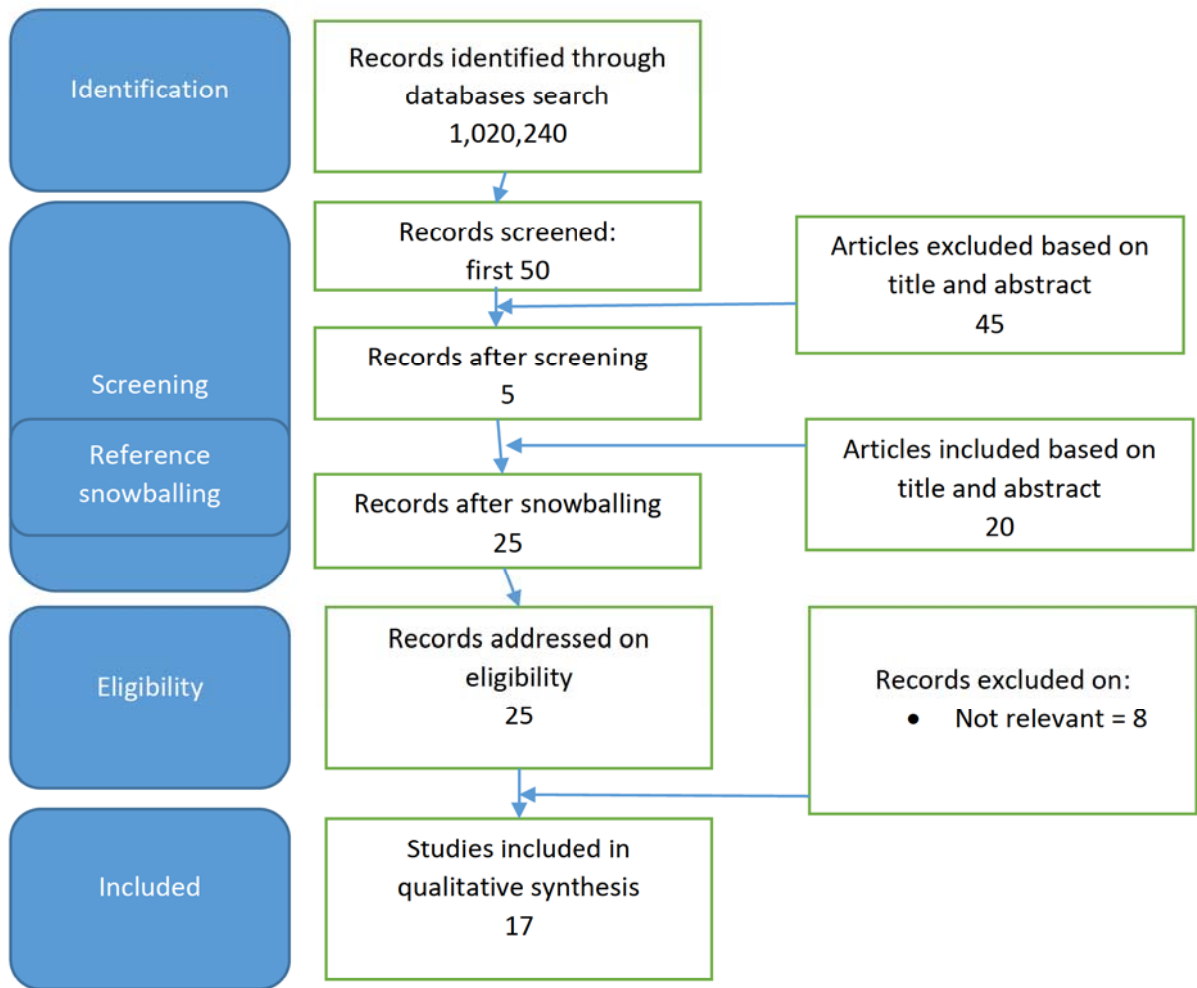 Identification
Records identified through
databases search
1,020,240
Records screened:
first 50
Articles excluded based on
title and abstract
45
Screening
Records after screening
5
Reference
snowballing
Articles included based on
title and abstract
20
Records after snowballing
25
Eligibility
Records addressed on
eligibility
25
Records excluded on:
• Not relevant = 8
Included
Studies included in
qualitative synthesis
17